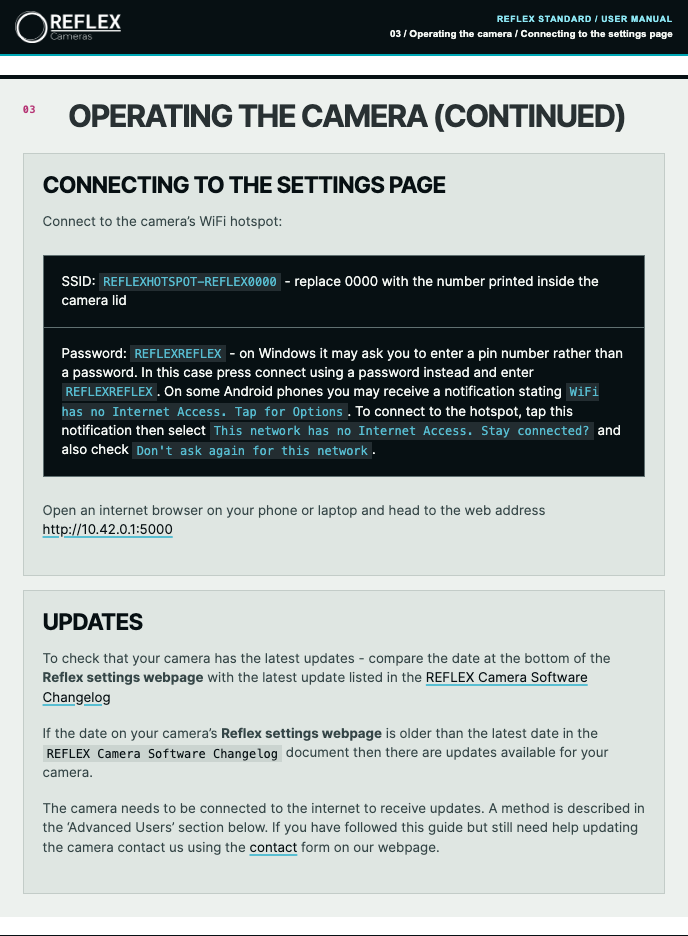 REFLEX
Cameras
REFLEX STANDARD / USER MANUAL
03 / Operating the camera / Connecting to the settings page
03
OPERATING THE CAMERA (CONTINUED)
CONNECTING TO THE SETTINGS PAGE
Connect to the camera’s WiFi hotspot:
SSID: REFLEXHOTSPOT-REFLEX0000 - replace 0000 with the number printed inside the
camera lid
Password: REFLEXREFLEX - on Windows it may ask you to enter a pin number rather than
a password. In this case press connect using a password instead and enter
REFLEXREFLEX. On some Android phones you may receive a notification stating WiFi
has no Internet Access. Tap for Options. To connect to the hotspot, tap this
notification then select This network has no Internet Access. Stay connected? and
also check Don't ask again for this network.
Open an internet browser on your phone or laptop and head to the web address
http://10.42.0.1:5000
UPDATES
To check that your camera has the latest updates - compare the date at the bottom of the
Reflex settings webpage with the latest update listed in the REFLEX Camera Software
Changelog
If the date on your camera’s Reflex settings webpage is older than the latest date in the
REFLEX Camera Software Changelog document then there are updates available for your
camera.
The camera needs to be connected to the internet to receive updates. A method is described in
the ‘Advanced Users’ section below. If you have followed this guide but still need help updating
the camera contact us using the contact form on our webpage.